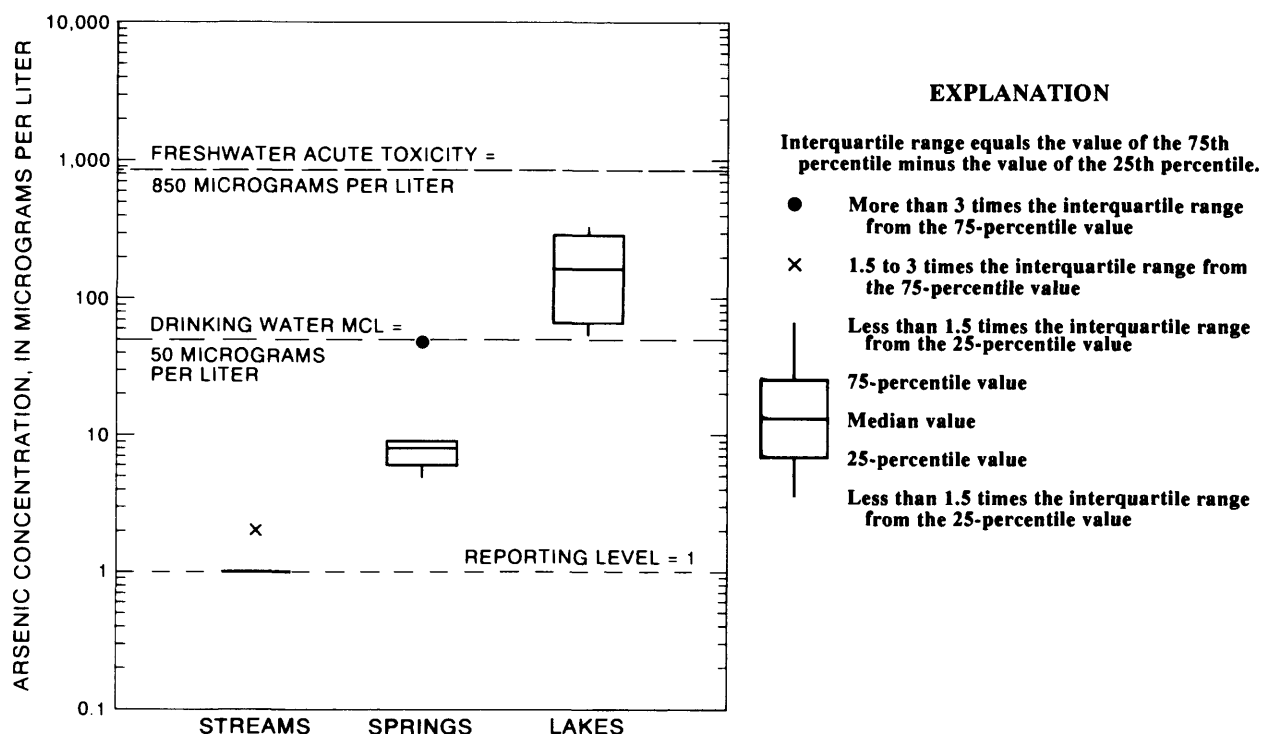 ARSENIC CONCENTRATION, IN MICROGRAMS PER LITER
10,000
1,000
100
10
1
0.1
FRESHWATER ACUTE TOXICITY =
850 MICROGRAMS PER LITER
DRINKING WATER MCL =
50 MICROGRAMS
PER LITER
REPORTING LEVEL = 1
STREAMS
SPRINGS
LAKES
EXPLANATION
Interquartile range equals the value of the 75th
percentile minus the value of the 25th percentile.
More than 3 times the interquartile range
from the 75-percentile value
1.5 to 3 times the interquartile range from
the 75-percentile value
Less than 1.5 times the interquartile range
from the 25-percentile value
75-percentile value
Median value
25-percentile value
Less than 1.5 times the interquartile range
from the 25-percentile value